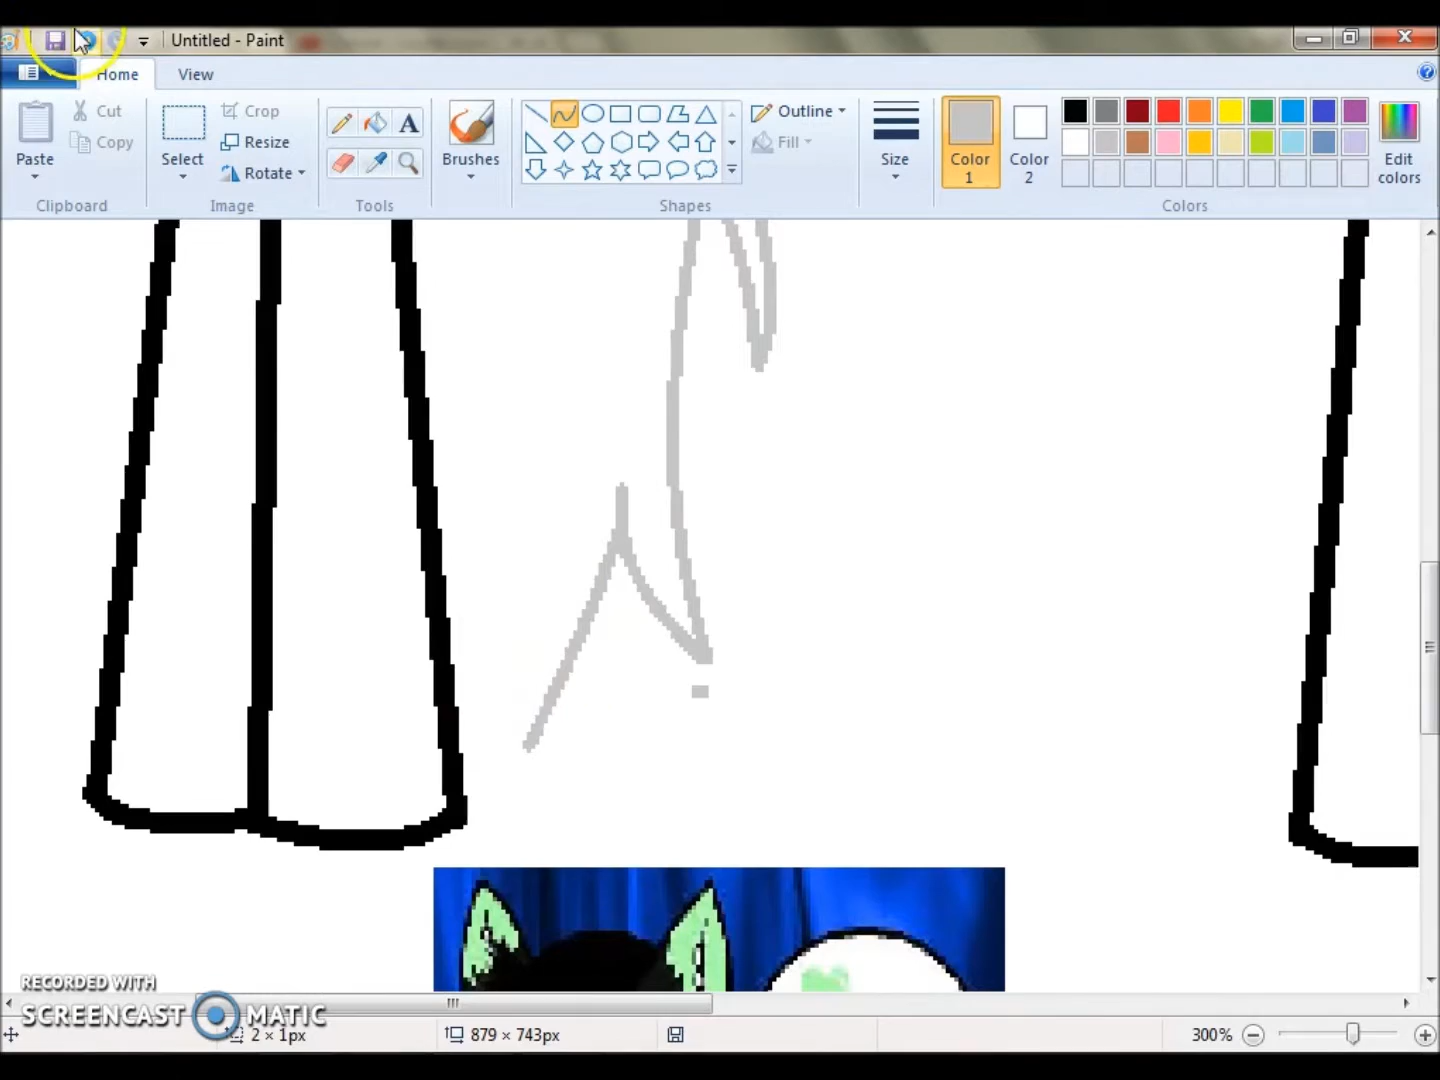 Untitled - Paint
Home View
Paste
Cut
Copy
Clipboard
Select
Crop
Resize
Rotate
Image
A
Tools
Brushes
Shapes
Outline
Fill
Size
Color 1
Color 2
Edit colors
Colors
RECORDED WITH
SCREENCAST MATIC
2 × 1px
879 × 743px
300%